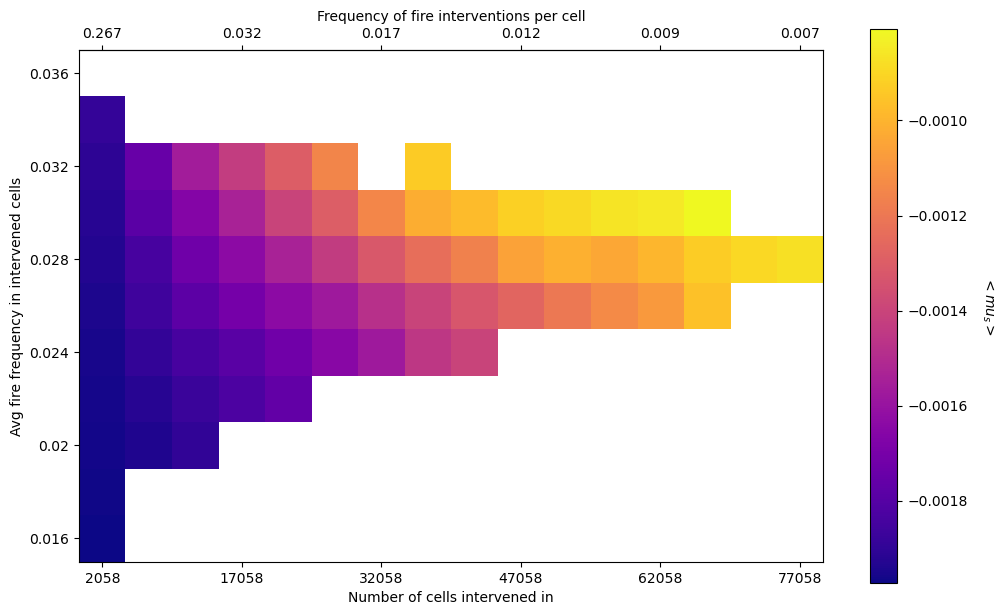 Frequency of fire interventions per cell
0.267 0.032 0.017 0.012 0.009 0.007
Avg fire frequency in intervened cells
0.036
0.032
0.028
0.024
0.02
0.016
2058 17058 32058 47058 62058 77058
Number of cells intervened in
−0.0010
−0.0012
−0.0014
−0.0016
−0.0018
< mu_s >